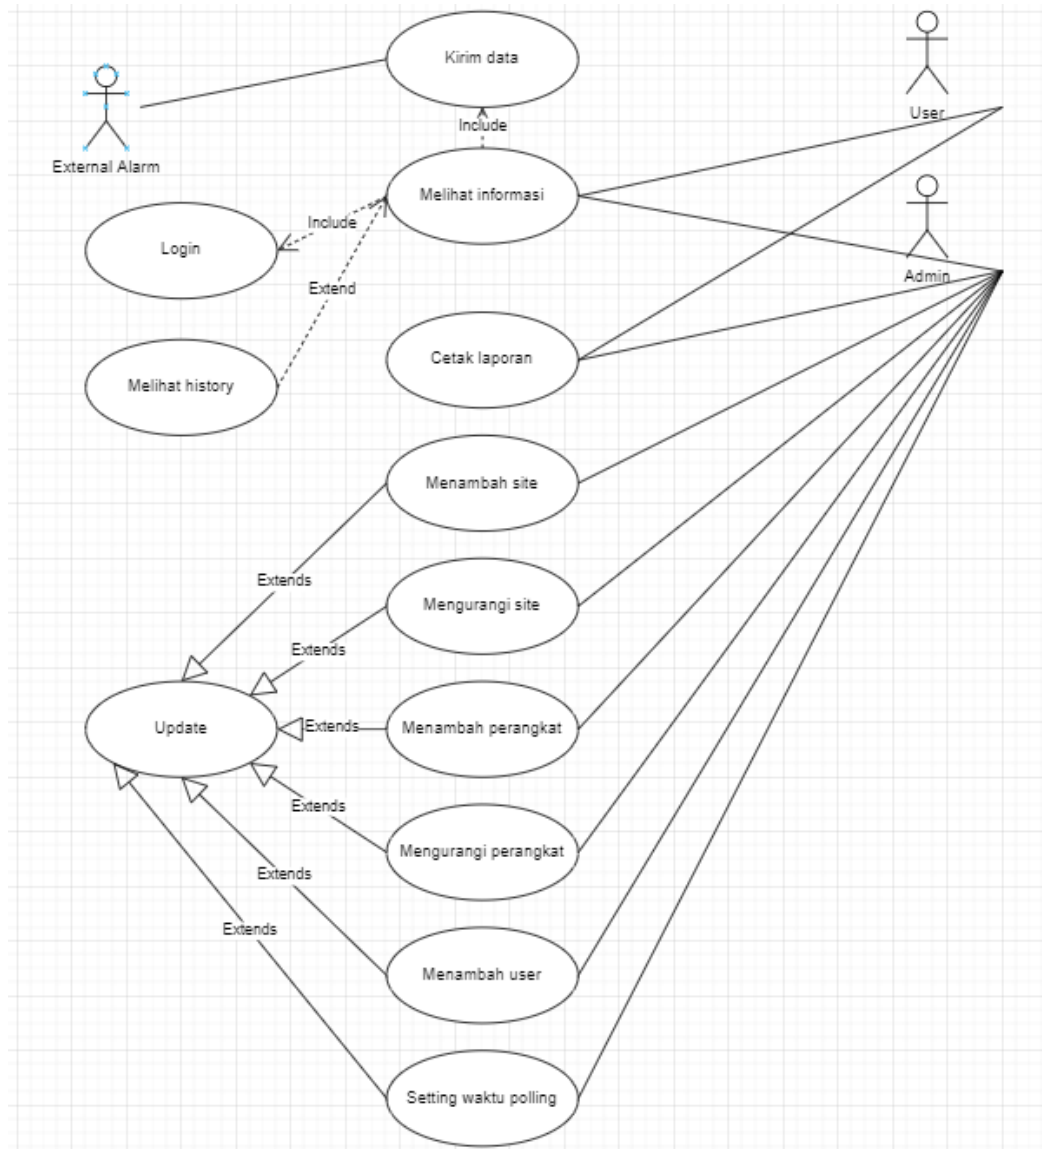 Kirim data
User
External Alarm
Include
Melihat informasi
Include
Login
Admin
Extend
Cetak laporan
Melihat history
Menambah site
Extends
Mengurangi site
Extends
Update
Extends
Menambah perangkat
Extends
Mengurangi perangkat
Extends
Extends
Menambah user
Setting waktu polling